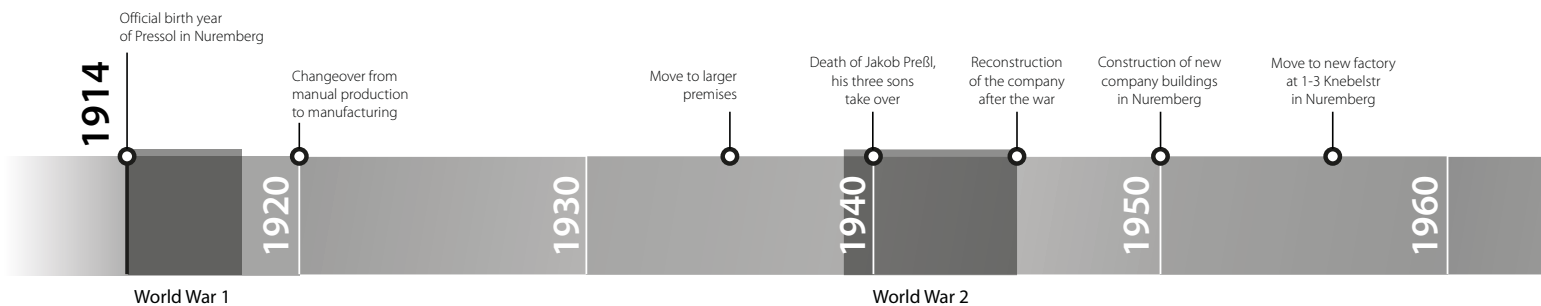 Official birth year
of Pressol in Nuremberg
1914
Changeover from
manual production
to manufacturing
Move to larger
premises
Death of Jakob Preßl,
his three sons
take over
Reconstruction
of the company
after the war
Construction of new
company buildings
in Nuremberg
Move to new factory
at 1-3 Knebelstr
in Nuremberg
1920
1930
1940
1950
1960
World War 1
World War 2